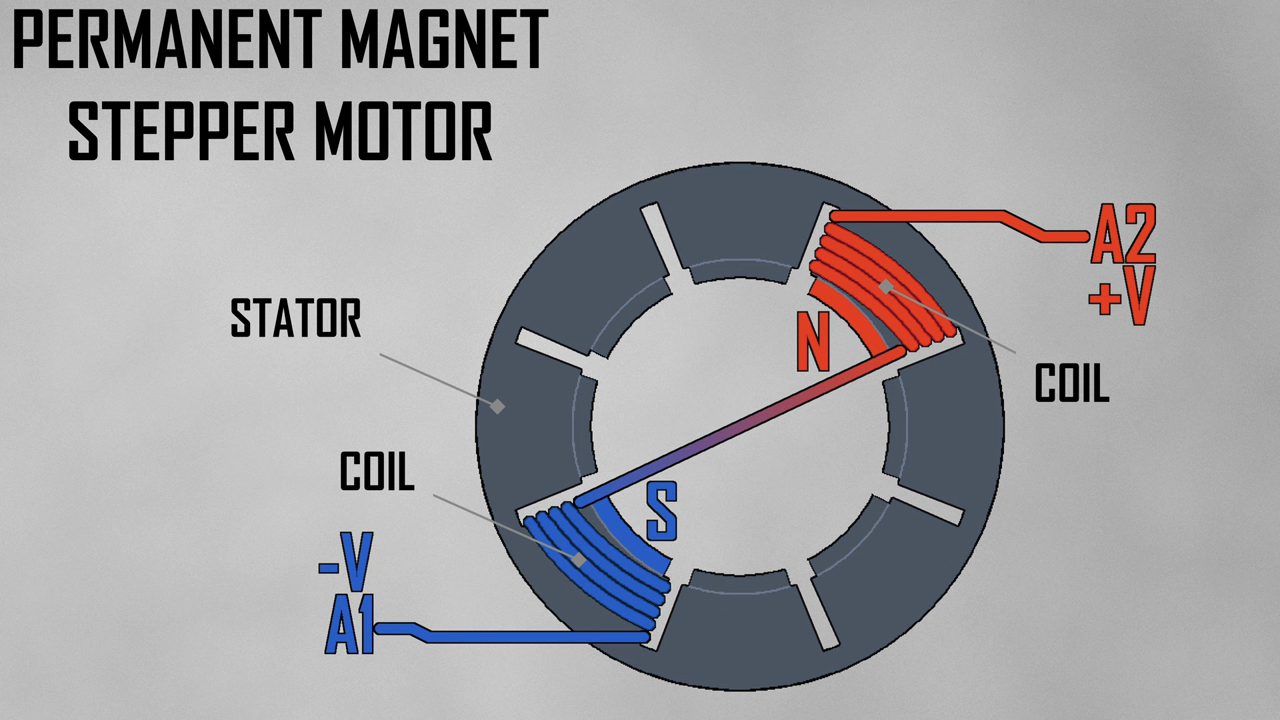 PERMANENT MAGNET
STEPPER MOTOR
A2
+V
STATOR
N
COIL
COIL
S
-V
A1